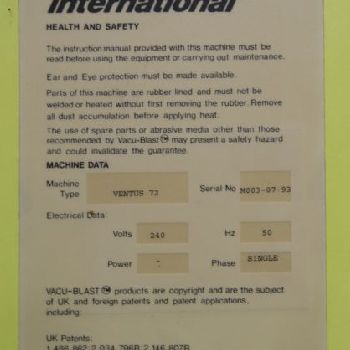 International
HEALTH AND SAFETY
The instruction manual provided with this machine must be
read before using the equipment or carrying out maintenance.
Ear and Eye protection must be made available.
Parts of this machine are rubber lined and must not be
welded or heated without first removing the rubber. Remove
all dust accumulation before applying heat.
The use of spare parts or abrasive media other than those
recommended by Vacu-Blast may present a safety hazard
and could invalidate the guarantee.
MACHINE DATA
Machine Type VENTUS 72 Serial No M003-07-93
Electrical Data
Volts 240 Hz 50
Power Phase SINGLE
VACU-BLAST products are copyright and are the subject
of UK and foreign patents and patent applications,
including:
UK Patents: